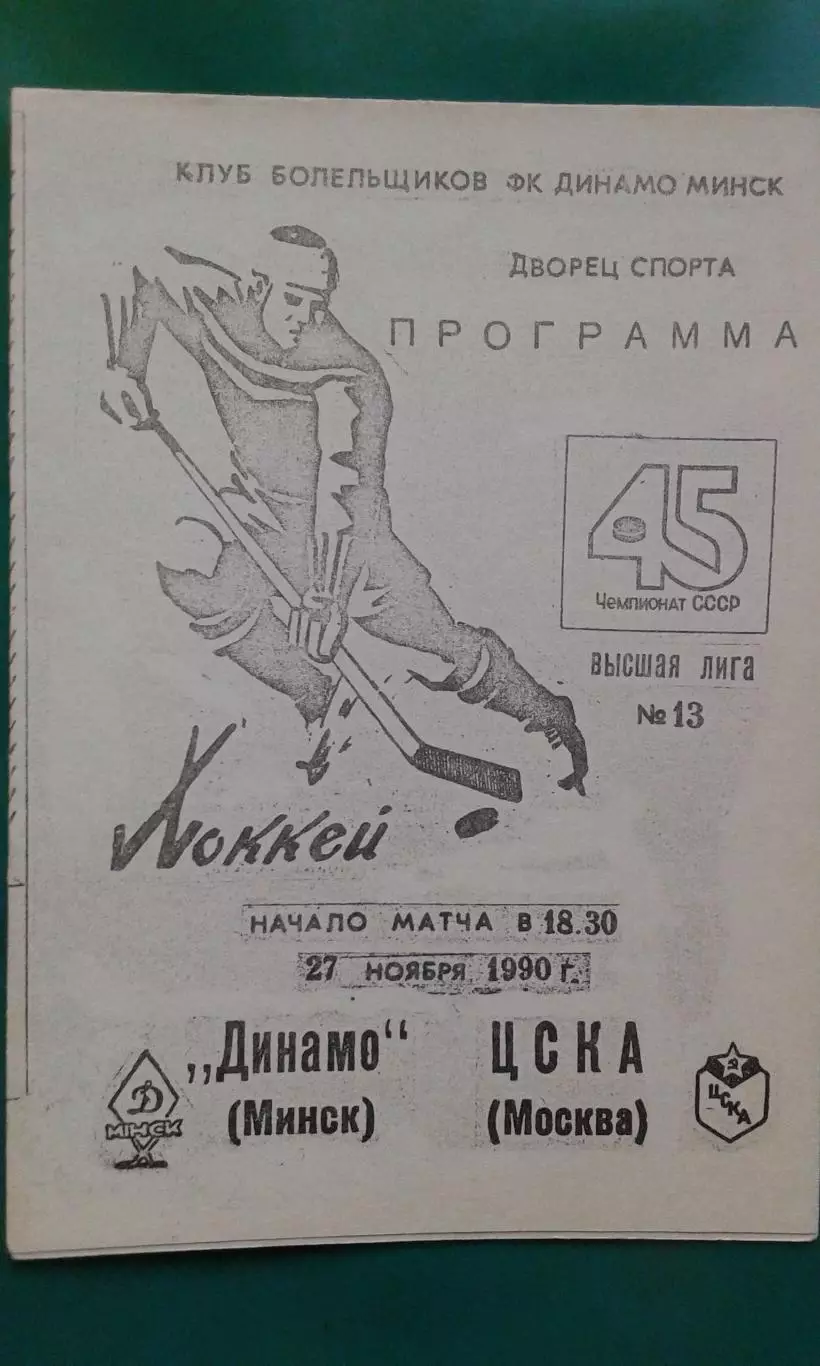 КЛУБ БОЛЕЛЬЩИКОВ ФК ДИНАМО МИНСК
ДВОРЕЦ СПОРТА
ПРОГРАММА
45
ЧЕМПИОНАТ СССР
ВЫСШАЯ ЛИГА
№ 13
Хоккей
НАЧАЛО МАТЧА В 18.30
27 НОЯБРЯ 1990 г.
„Динамо“ ЦСКА
(Минск) (Москва)
Д
МІНСК
ЦСКА